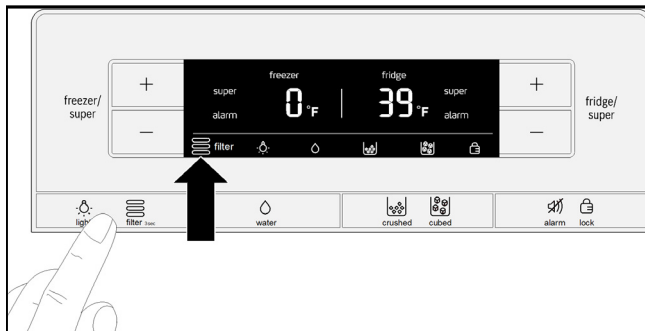 freezer fridge
super super
0°F 39°F
alarm alarm
filter
+ +
freezer/
super
fridge/
super
− −
light filter 3sec water crushed cubed alarm lock